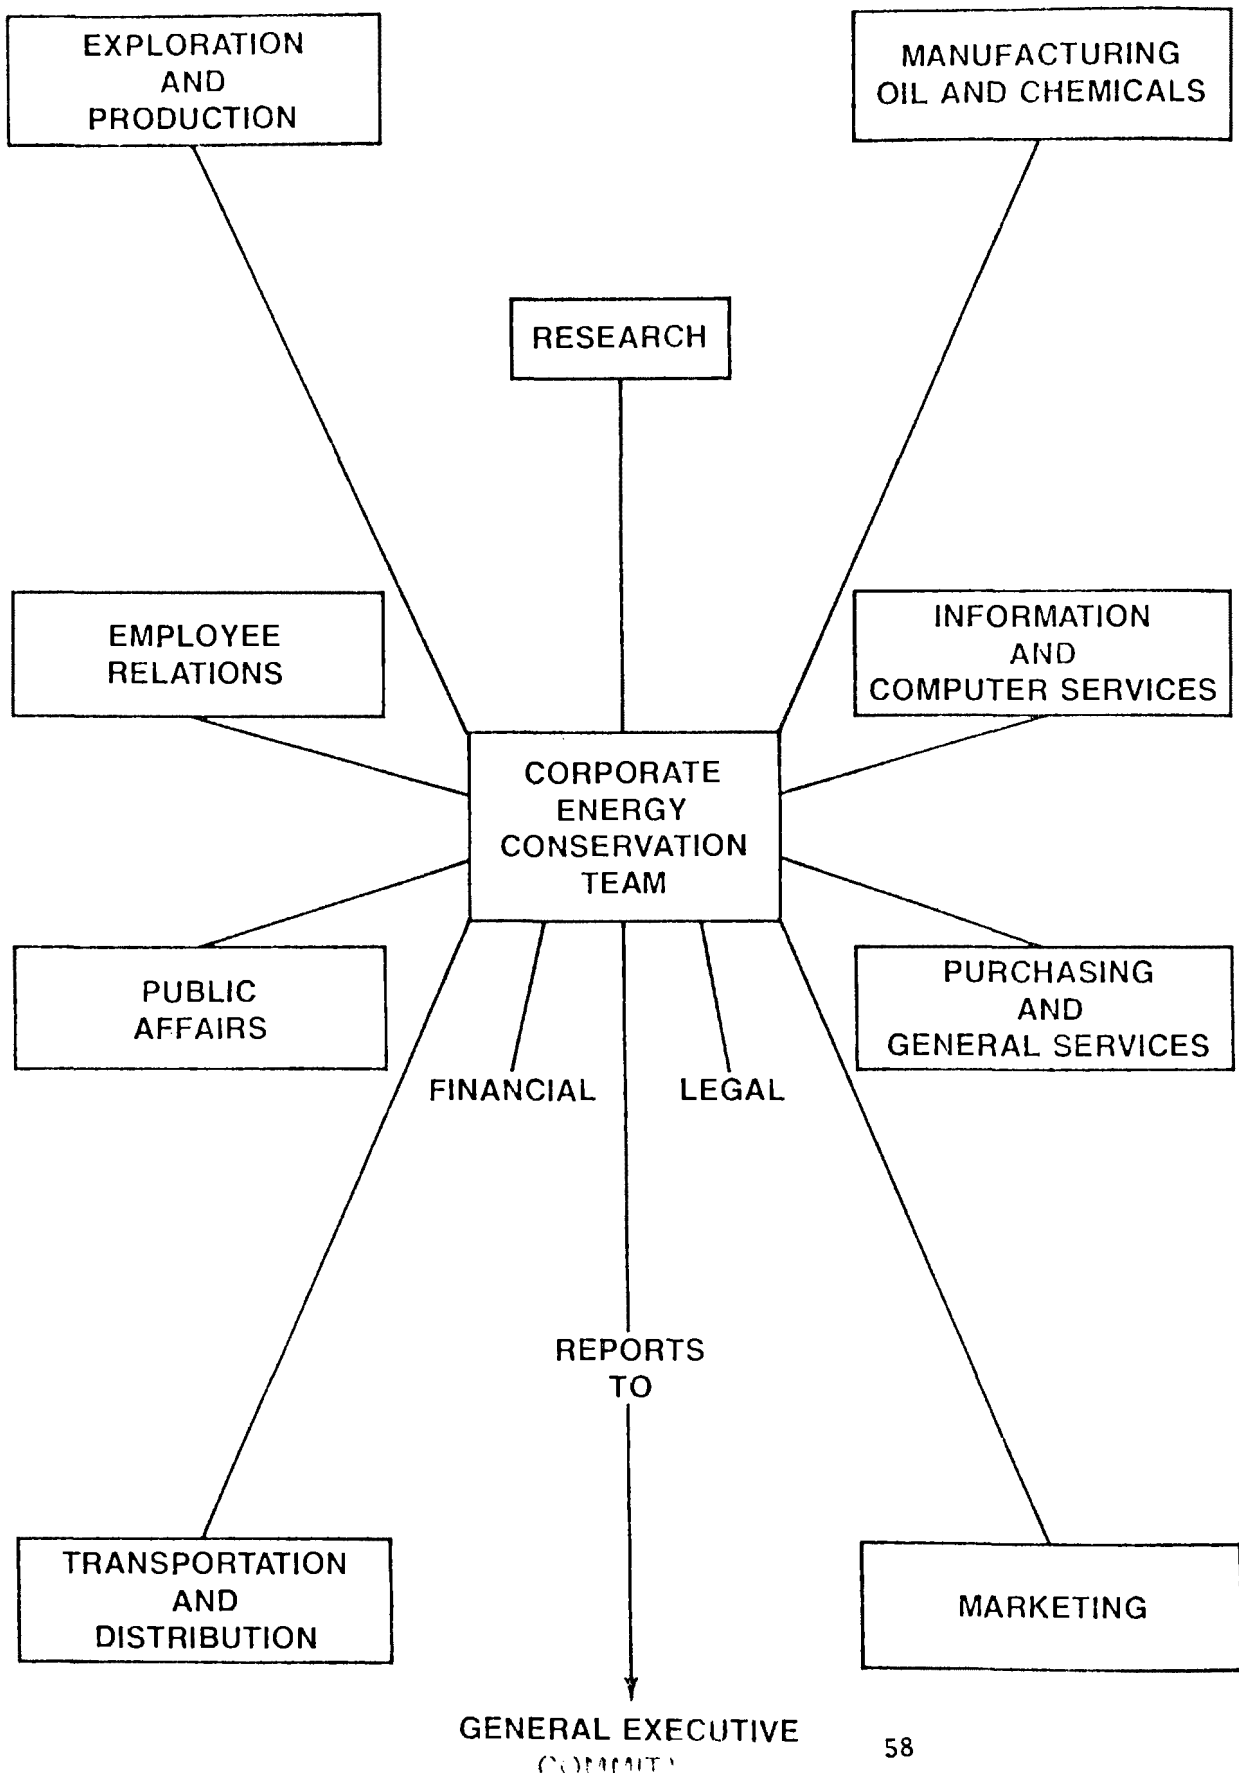 EXPLORATION
AND
PRODUCTION
MANUFACTURING
OIL AND CHEMICALS
RESEARCH
EMPLOYEE
RELATIONS
INFORMATION
AND
COMPUTER SERVICES
CORPORATE
ENERGY
CONSERVATION
TEAM
PUBLIC
AFFAIRS
PURCHASING
AND
GENERAL SERVICES
FINANCIAL
LEGAL
REPORTS
TO
TRANSPORTATION
AND
DISTRIBUTION
MARKETING
GENERAL EXECUTIVE
58